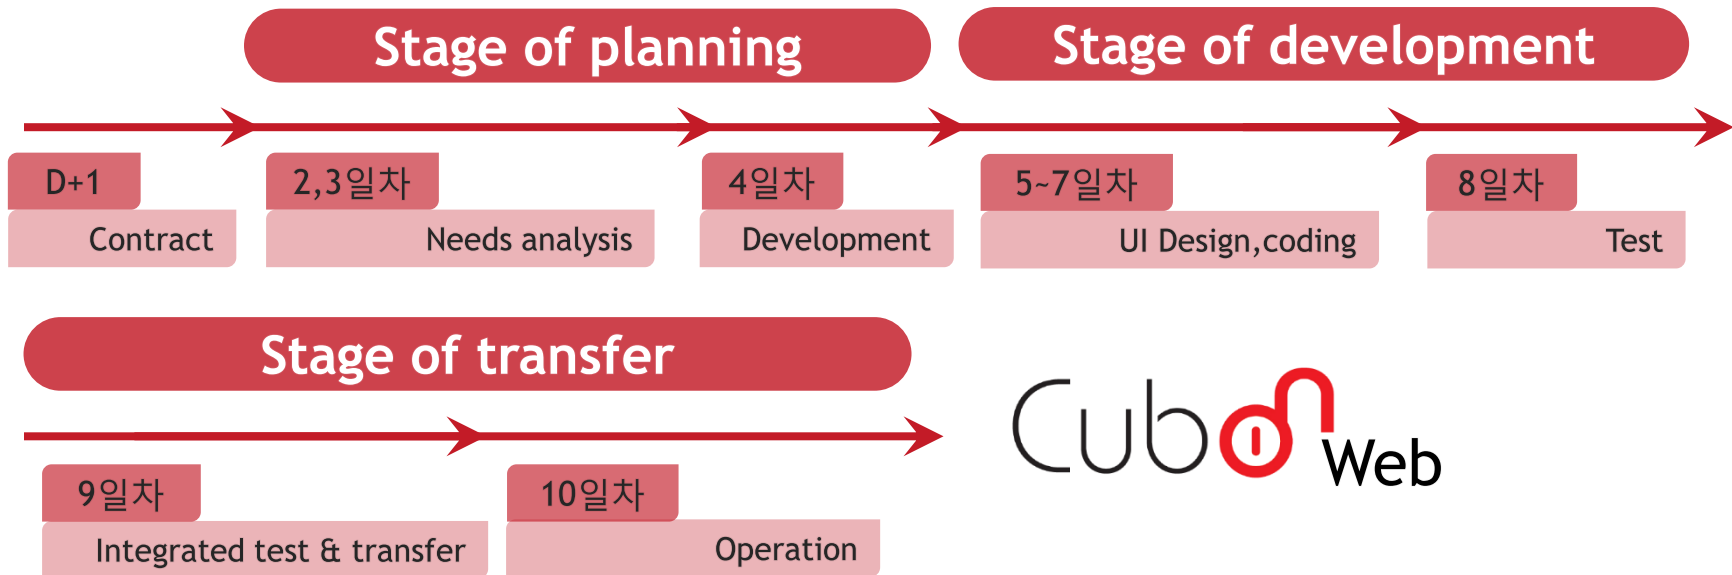 Stage of planning
Stage of development
D+1
Contract
2,3일차
Needs analysis
4일차
Development
5~7일차
UI Design,coding
8일차
Test
Stage of transfer
9일차
Integrated test & transfer
10일차
Operation
Cubon
Web